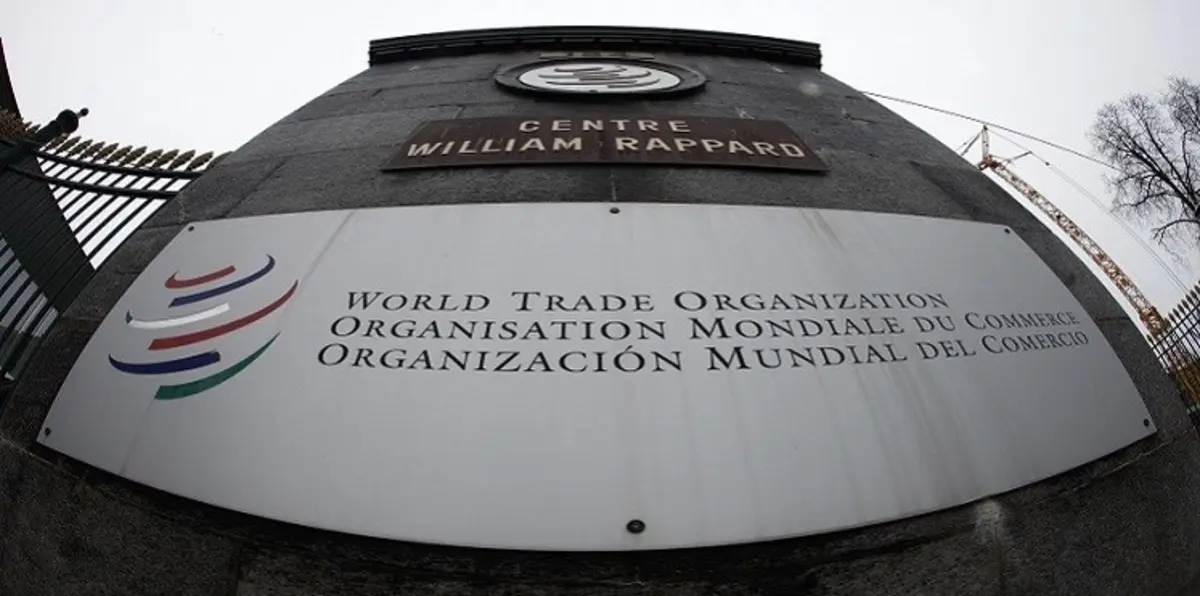 CENTRE
WILLIAM RAPPARD
WORLD TRADE ORGANIZATION
ORGANISATION MONDIALE DU COMMERCE
ORGANIZACIÓN MUNDIAL DEL COMERCIO